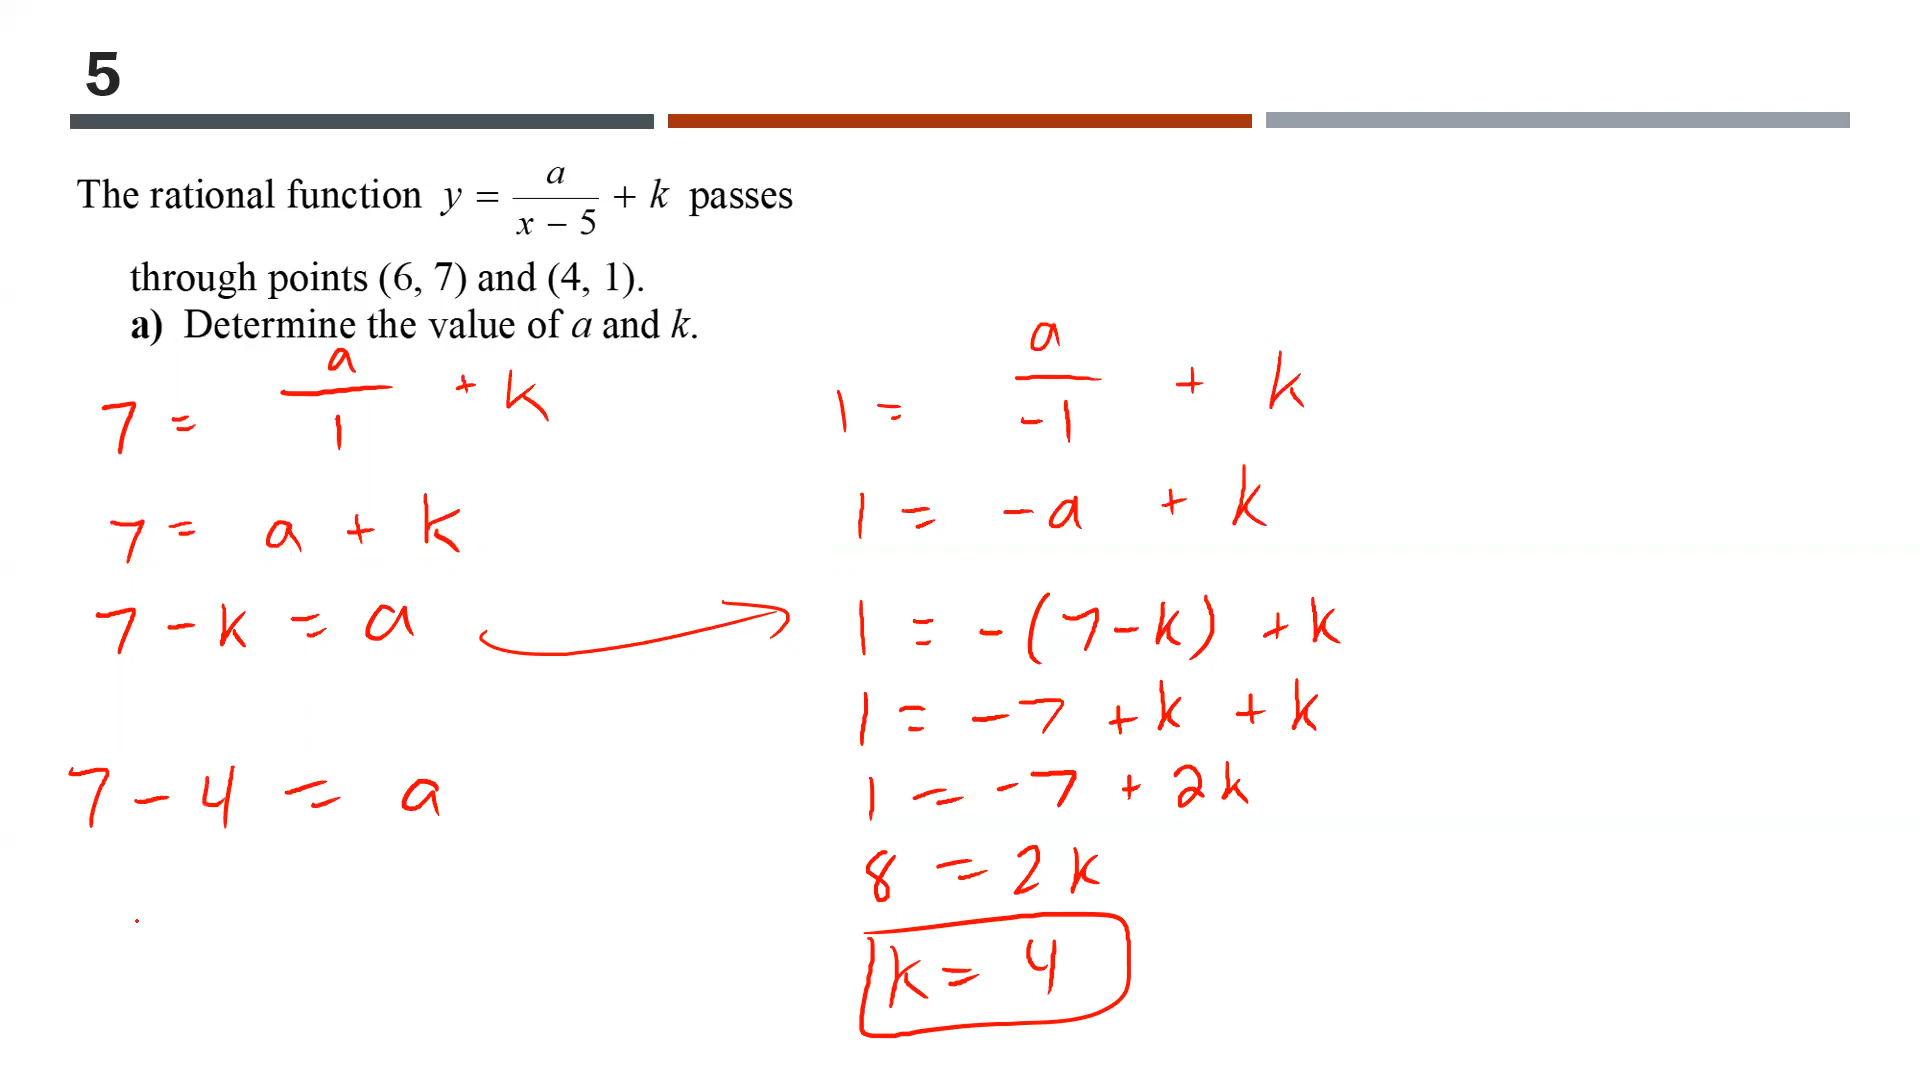 5
The rational function y = a/(x − 5) + k passes
through points (6, 7) and (4, 1).
a) Determine the value of a and k.
7 = a/1 + k
7 = a + k
7 - k = a
7 - 4 = a
1 = a/-1 + k
1 = -a + k
1 = -(7-k) + k
1 = -7 + k + k
1 = -7 + 2k
8 = 2k
k = 4